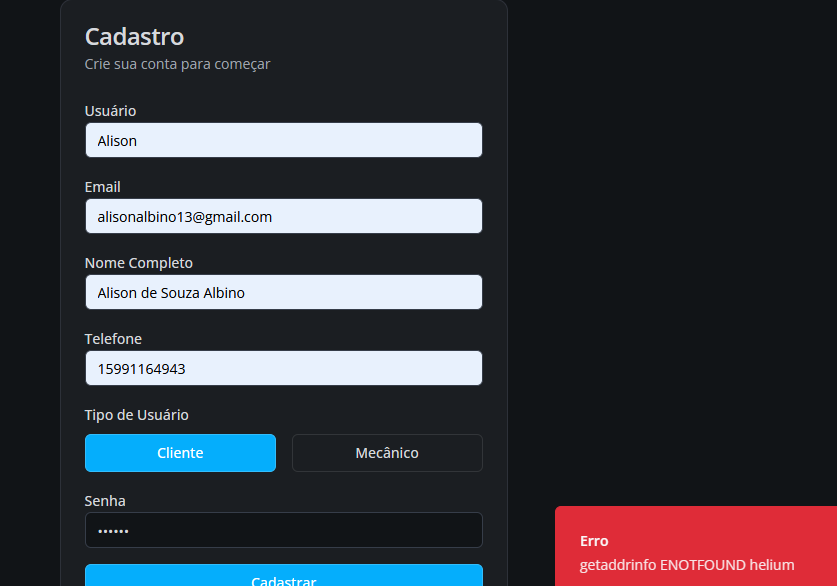 Cadastro
Crie sua conta para começar
Usuário
Alison
Email
alisonalbino13@gmail.com
Nome Completo
Alison de Souza Albino
Telefone
15991164943
Tipo de Usuário
Cliente
Mecânico
Senha
••••••
Cadastrar
Erro
getaddrinfo ENOTFOUND helium